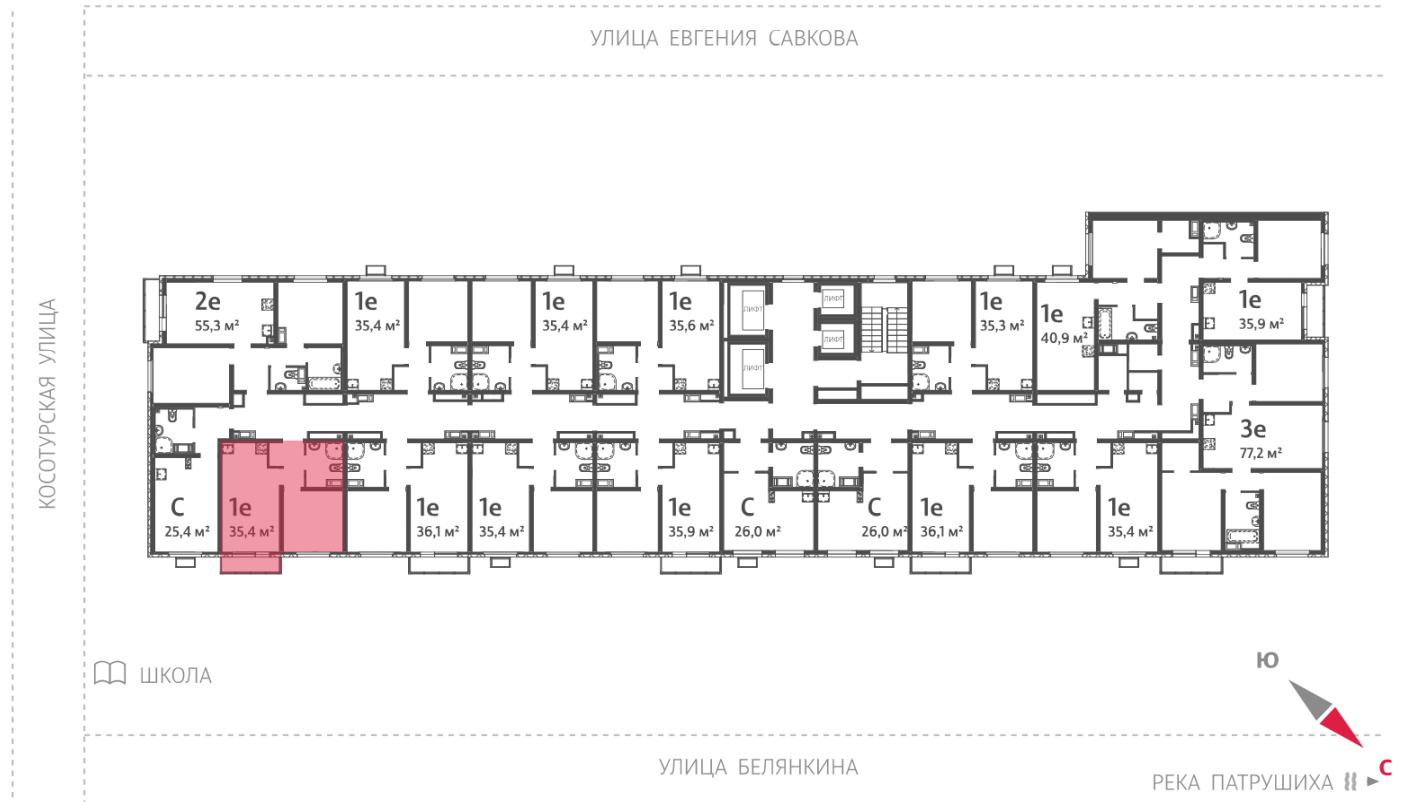 УЛИЦА ЕВГЕНИЯ САВКОВА
КОСОТУРСКАЯ УЛИЦА
2е
55,3 м²
1е
35,4 м²
1е
35,4 м²
1е
35,6 м²
ЛИФТ
ЛИФТ
ЛИФТ
ЛИФТ
1е
35,3 м²
1е
40,9 м²
1е
35,9 м²
3е
77,2 м²
С
25,4 м²
1е
35,4 м²
1е
36,1 м²
1е
35,4 м²
1е
35,9 м²
С
26,0 м²
С
26,0 м²
1е
36,1 м²
1е
35,4 м²
ШКОЛА
Ю
С
УЛИЦА БЕЛЯНКИНА
РЕКА ПАТРУШИХА